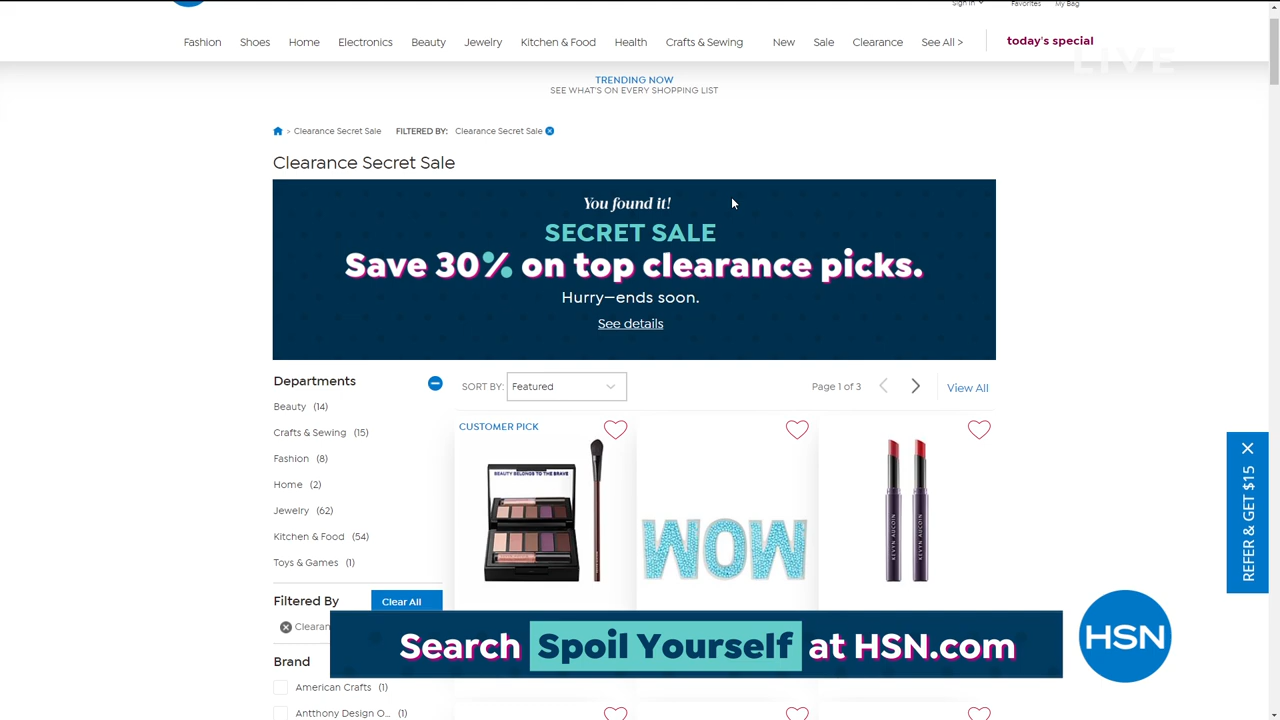 Sign In
Favorites
My Bag
Fashion Shoes Home Electronics Beauty Jewelry Kitchen & Food Health Crafts & Sewing New Sale Clearance See All > today's special
LIVE
TRENDING NOW
SEE WHAT'S ON EVERY SHOPPING LIST
> Clearance Secret Sale FILTERED BY: Clearance Secret Sale
Clearance Secret Sale
You found it!
SECRET SALE
Save 30% on top clearance picks.
Hurry—ends soon.
See details
Departments
Beauty (14)
Crafts & Sewing (15)
Fashion (8)
Home (2)
Jewelry (62)
Kitchen & Food (54)
Toys & Games (1)
Filtered By Clear All
Clearan
Brand
American Crafts (1)
Antthony Design O... (1)
SORT BY: Featured
Page 1 of 3
View All
CUSTOMER PICK
BEAUTY BELONGS TO THE BRAVE
WOW
KEVYN AUCOIN
KEVYN AUCOIN
REFER & GET $15
Search Spoil Yourself at HSN.com
HSN